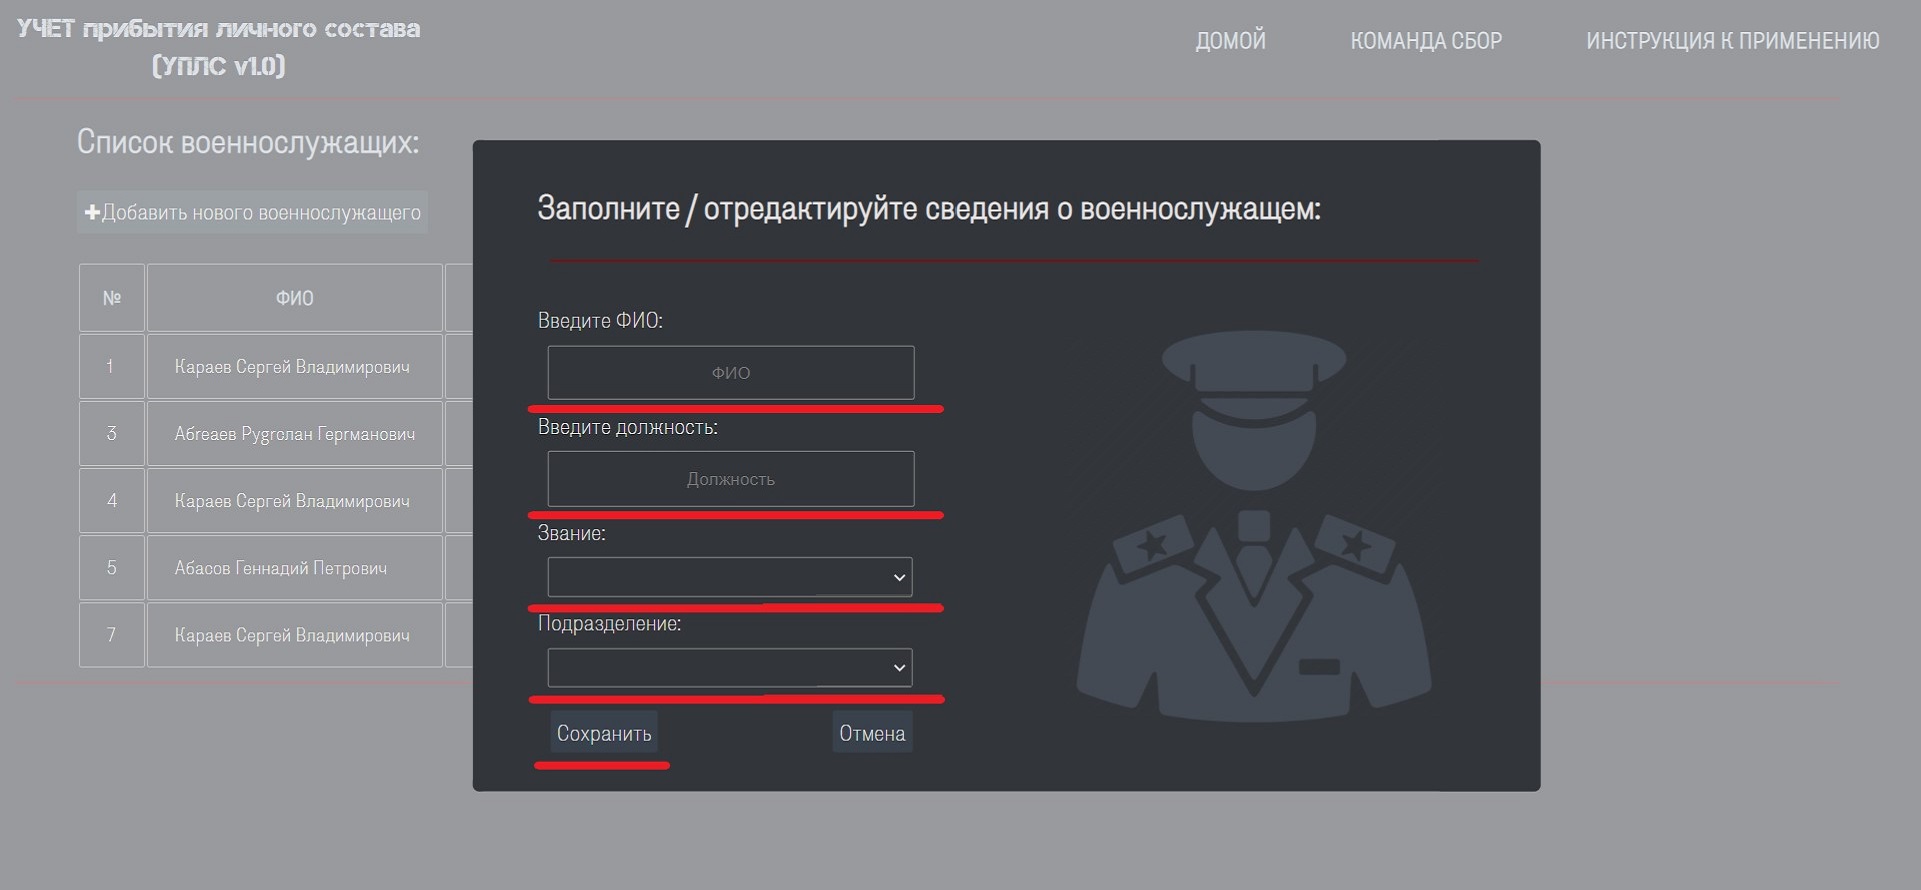 УЧЕТ прибытия личного состава
(УПЛС v1.0)
ДОМОЙ
КОМАНДА СБОР
ИНСТРУКЦИЯ К ПРИМЕНЕНИЮ
Список военнослужащих:
+Добавить нового военнослужащего
№
ФИО
1
Караев Сергей Владимирович
3
Абгеаев Рудгслан Гергманович
4
Караев Сергей Владимирович
5
Абасов Геннадий Петрович
7
Караев Сергей Владимирович
Заполните / отредактируйте сведения о военнослужащем:
Введите ФИО:
ФИО
Введите должность:
Должность
Звание:
Подразделение:
Сохранить
Отмена